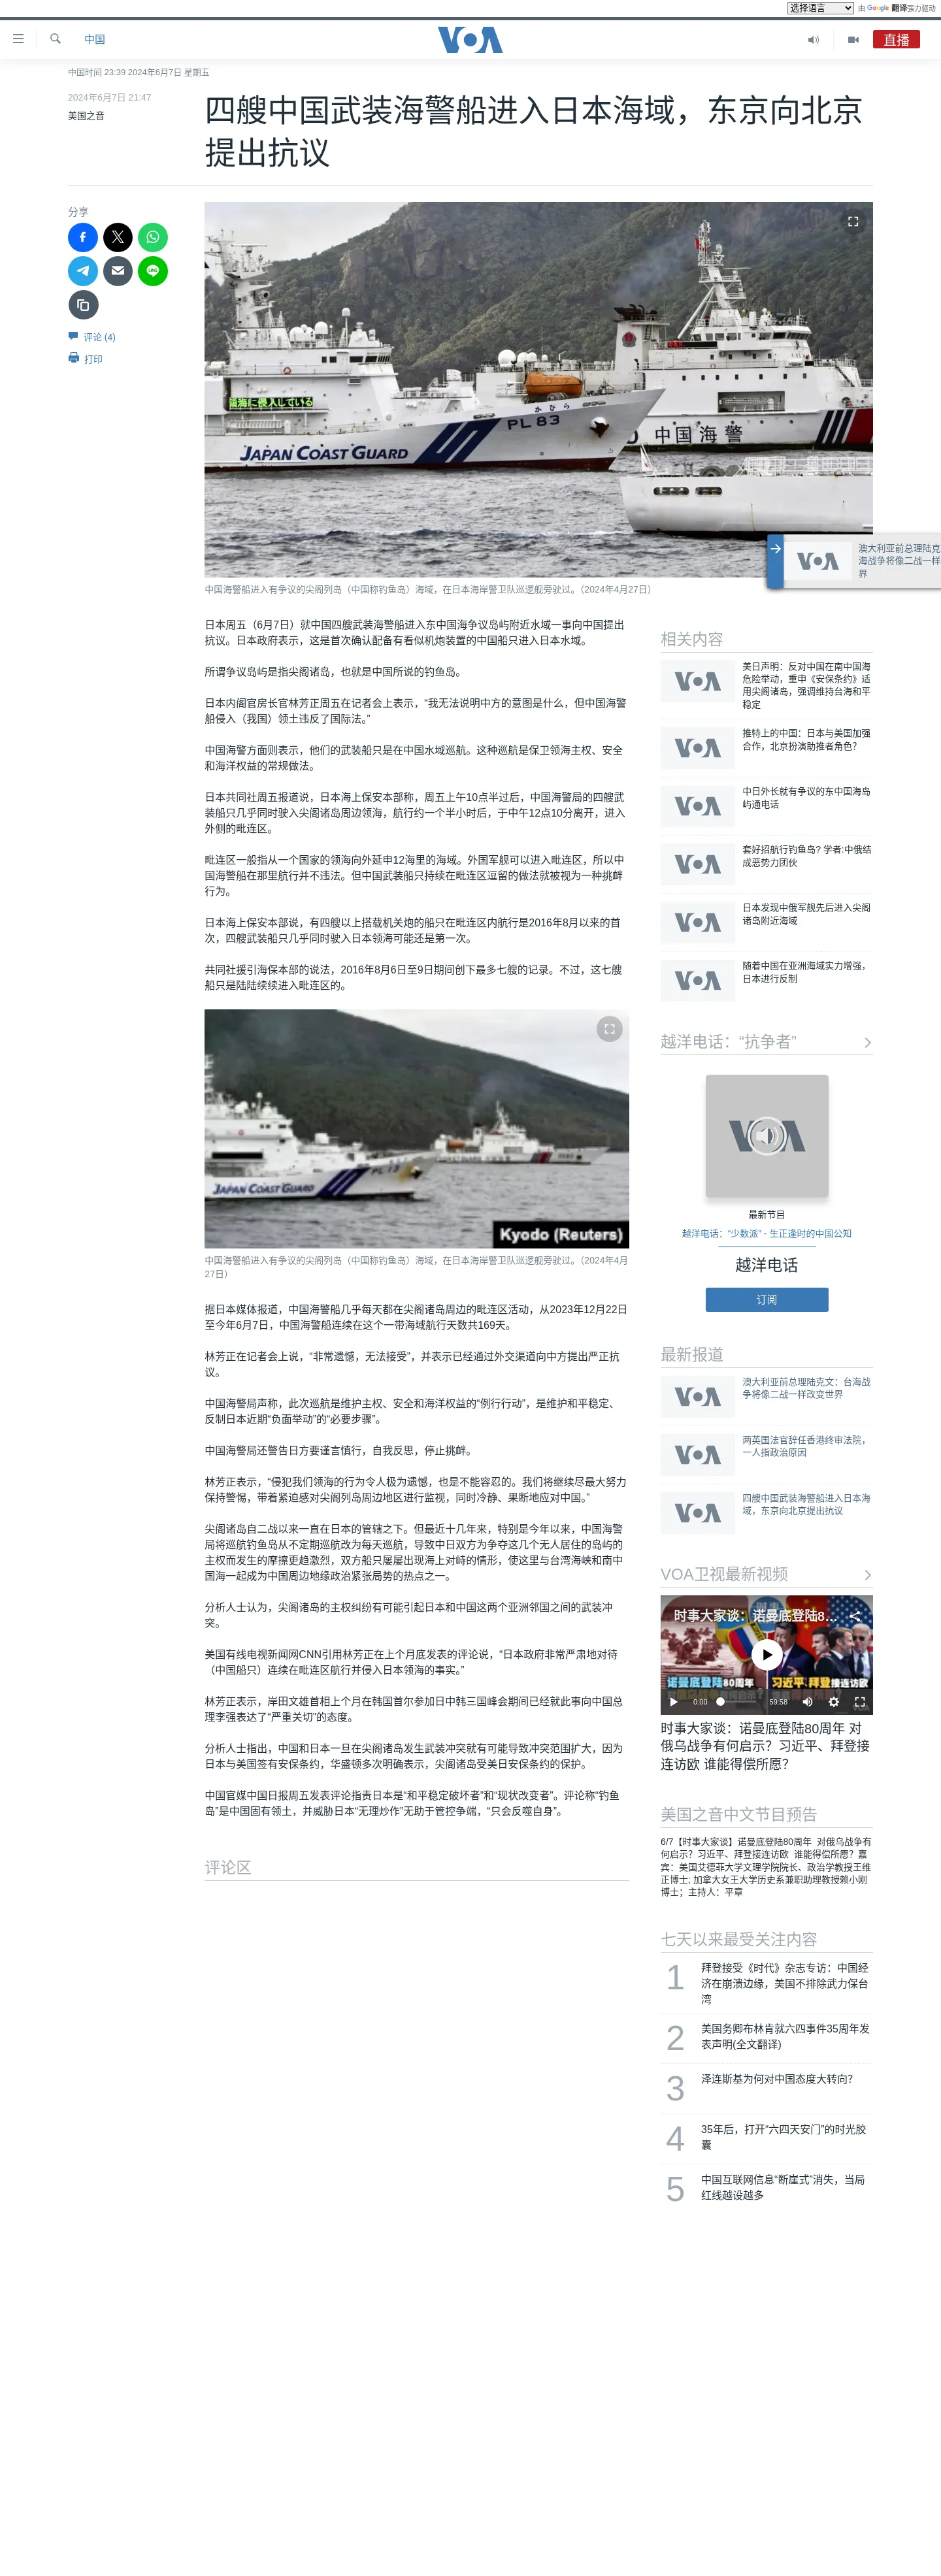 选择语言 由 Google 翻译强力驱动
中国
VOA
直播
中国时间 23:39 2024年6月7日 星期五
2024年6月7日 21:47
美国之音
四艘中国武装海警船进入日本海域，东京向北京
提出抗议
分享
评论 (4)
打印
領海に侵入している
JAPAN COAST GUARD
かびら
PL 83
中国海警
中国海警船进入有争议的尖阁列岛（中国称钓鱼岛）海域，在日本海岸警卫队巡逻舰旁驶过。（2024年4月27日）
VOA
澳大利亚前总理陆克
海战争将像二战一样
界
日本周五（6月7日）就中国四艘武装海警船进入东中国海争议岛屿附近水域一事向中国提出
抗议。日本政府表示，这是首次确认配备有看似机炮装置的中国船只进入日本水域。
所谓争议岛屿是指尖阁诸岛，也就是中国所说的钓鱼岛。
日本内阁官房长官林芳正周五在记者会上表示，“我无法说明中方的意图是什么，但中国海警
船侵入（我国）领土违反了国际法。”
中国海警方面则表示，他们的武装船只是在中国水域巡航。这种巡航是保卫领海主权、安全
和海洋权益的常规做法。
日本共同社周五报道说，日本海上保安本部称，周五上午10点半过后，中国海警局的四艘武
装船只几乎同时驶入尖阁诸岛周边领海，航行约一个半小时后，于中午12点10分离开，进入
外侧的毗连区。
毗连区一般指从一个国家的领海向外延申12海里的海域。外国军舰可以进入毗连区，所以中
国海警船在那里航行并不违法。但中国武装船只持续在毗连区逗留的做法就被视为一种挑衅
行为。
日本海上保安本部说，有四艘以上搭载机关炮的船只在毗连区内航行是2016年8月以来的首
次，四艘武装船只几乎同时驶入日本领海可能还是第一次。
共同社援引海保本部的说法，2016年8月6日至9日期间创下最多七艘的记录。不过，这七艘
船只是陆陆续续进入毗连区的。
JAPAN COAST GUARD
Kyodo (Reuters)
中国海警船进入有争议的尖阁列岛（中国称钓鱼岛）海域，在日本海岸警卫队巡逻舰旁驶过。（2024年4月
27日）
据日本媒体报道，中国海警船几乎每天都在尖阁诸岛周边的毗连区活动，从2023年12月22日
至今年6月7日，中国海警船连续在这个一带海域航行天数共169天。
林芳正在记者会上说，“非常遗憾，无法接受”，并表示已经通过外交渠道向中方提出严正抗
议。
中国海警局声称，此次巡航是维护主权、安全和海洋权益的“例行行动”，是维护和平稳定、
反制日本近期“负面举动”的“必要步骤”。
中国海警局还警告日方要谨言慎行，自我反思，停止挑衅。
林芳正表示，“侵犯我们领海的行为令人极为遗憾，也是不能容忍的。我们将继续尽最大努力
保持警惕，带着紧迫感对尖阁列岛周边地区进行监视，同时冷静、果断地应对中国。”
尖阁诸岛自二战以来一直在日本的管辖之下。但最近十几年来，特别是今年以来，中国海警
局将巡航钓鱼岛从不定期巡航改为每天巡航，导致中日双方为争夺这几个无人居住的岛屿的
主权而发生的摩擦更趋激烈，双方船只屡屡出现海上对峙的情形，使这里与台湾海峡和南中
国海一起成为中国周边地缘政治紧张局势的热点之一。
分析人士认为，尖阁诸岛的主权纠纷有可能引起日本和中国这两个亚洲邻国之间的武装冲
突。
美国有线电视新闻网CNN引用林芳正在上个月底发表的评论说，“日本政府非常严肃地对待
（中国船只）连续在毗连区航行并侵入日本领海的事实。”
林芳正表示，岸田文雄首相上个月在韩国首尔参加日中韩三国峰会期间已经就此事向中国总
理李强表达了“严重关切”的态度。
分析人士指出，中国和日本一旦在尖阁诸岛发生武装冲突就有可能导致冲突范围扩大，因为
日本与美国签有安保条约，华盛顿多次明确表示，尖阁诸岛受美日安保条约的保护。
中国官媒中国日报周五发表评论指责日本是“和平稳定破坏者”和“现状改变者”。评论称“钓鱼
岛”是中国固有领土，并威胁日本“无理炒作”无助于管控争端，“只会反噬自身”。
评论区
相关内容
VOA
美日声明：反对中国在南中国海
危险举动，重申《安保条约》适
用尖阁诸岛，强调维持台海和平
稳定
VOA
推特上的中国：日本与美国加强
合作，北京扮演助推者角色？
VOA
中日外长就有争议的东中国海岛
屿通电话
VOA
套好招航行钓鱼岛? 学者:中俄结
成恶势力团伙
VOA
日本发现中俄军舰先后进入尖阁
诸岛附近海域
VOA
随着中国在亚洲海域实力增强，
日本进行反制
越洋电话：“抗争者”
VOA
最新节目
越洋电话：“少数派” - 生正逢时的中国公知
越洋电话
订阅
最新报道
VOA
澳大利亚前总理陆克文：台海战
争将像二战一样改变世界
VOA
两英国法官辞任香港终审法院，
一人指政治原因
VOA
四艘中国武装海警船进入日本海
域，东京向北京提出抗议
VOA卫视最新视频
时事大家谈：诺曼底登陆8...
诺曼底登陆80周年
习近平、拜登接连访欧
0:00
59:58
时事大家谈：诺曼底登陆80周年 对
俄乌战争有何启示？习近平、拜登接
连访欧 谁能得偿所愿？
美国之音中文节目预告
6/7【时事大家谈】诺曼底登陆80周年 对俄乌战争有
何启示？习近平、拜登接连访欧 谁能得偿所愿？嘉
宾：美国艾德菲大学文理学院院长、政治学教授王维
正博士; 加拿大女王大学历史系兼职助理教授赖小刚
博士；主持人：平章
七天以来最受关注内容
1
拜登接受《时代》杂志专访：中国经
济在崩溃边缘，美国不排除武力保台
湾
2
美国务卿布林肯就六四事件35周年发
表声明(全文翻译)
3
泽连斯基为何对中国态度大转向？
4
35年后，打开“六四天安门”的时光胶
囊
5
中国互联网信息“断崖式”消失，当局
红线越设越多